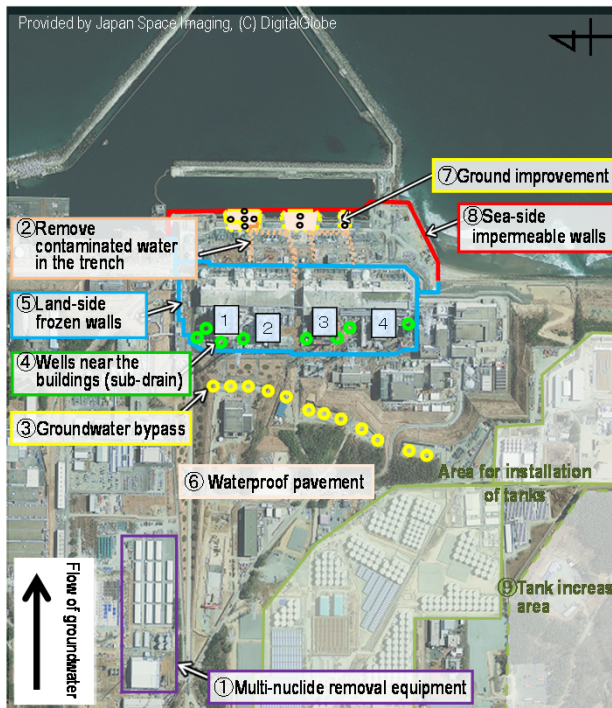 Provided by Japan Space Imaging, (C) DigitalGlobe
⑦Ground improvement
⑧Sea-side
impermeable walls
②Remove
contaminated water
in the trench
⑤Land-side
frozen walls
1
2
3
4
④Wells near the
buildings (sub-drain)
③Groundwater bypass
Area for installation
of tanks
⑥ Waterproof pavement
⑨Tank increas
area
Flow of groundwater
①Multi-nuclide removal equipment